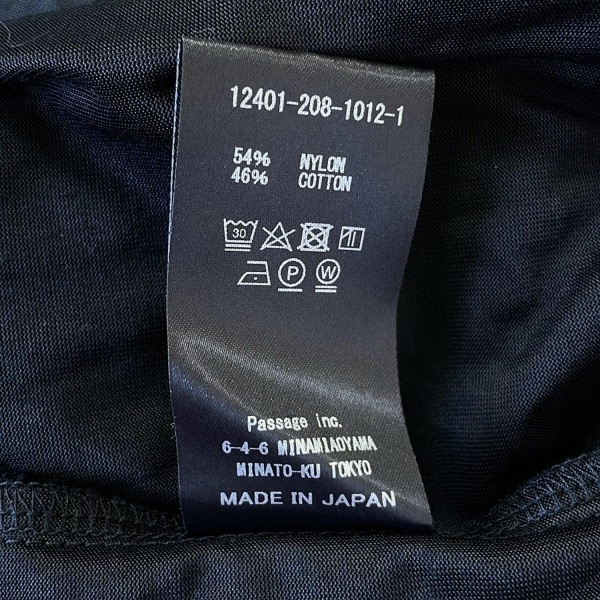 12401-208-1012-1
54% NYLON
46% COTTON
30
P W
Passage inc.
6-4-6 MINAMIAOYAMA
MINATO-KU TOKYO
MADE IN JAPAN